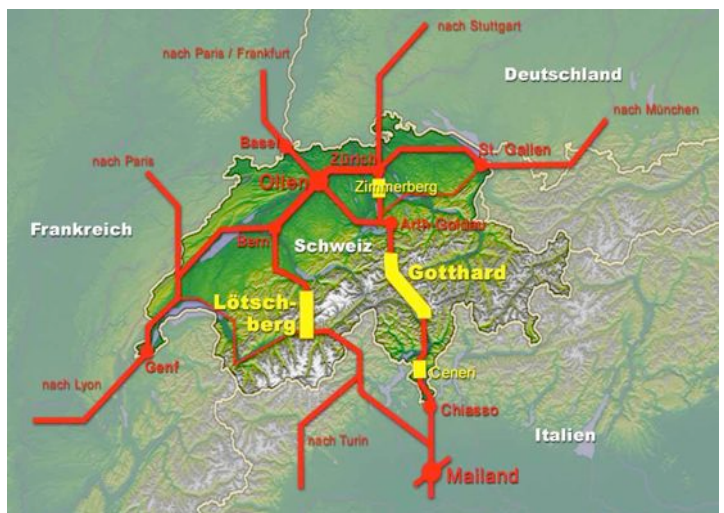 nach Stuttgart
nach Paris / Frankfurt
Deutschland
nach München
Basel
Zürich
St. Gallen
nach Paris
Olten
Zimmerberg
Frankreich
Arth-Goldau
Bern
Schweiz
Gotthard
Lötsch-
berg
Genf
Ceneri
nach Lyon
Chiasso
nach Turin
Italien
Mailand